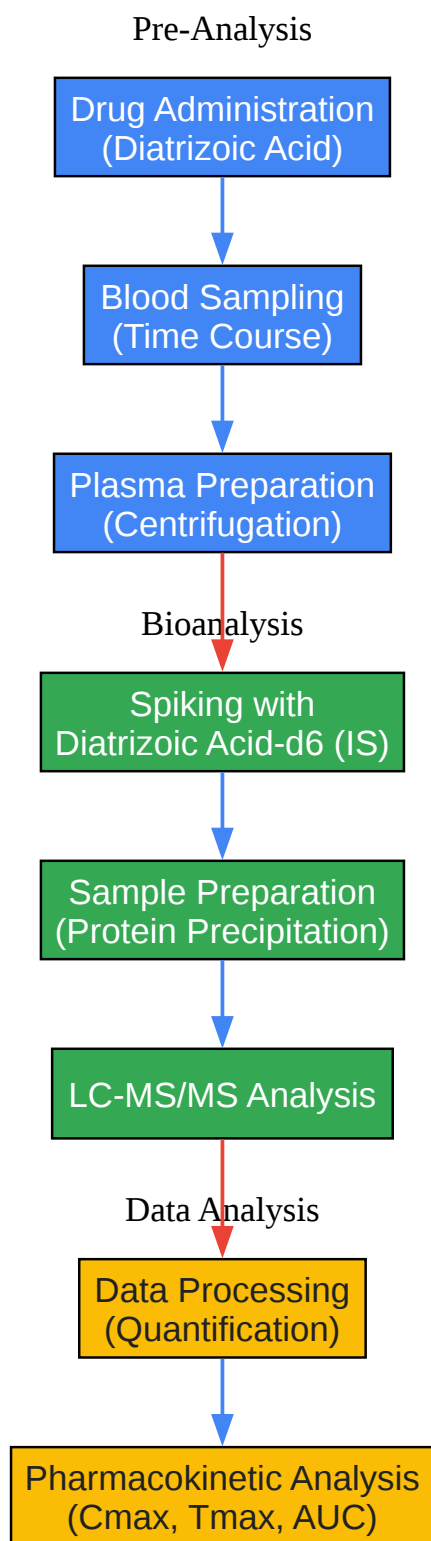 Pre-Analysis
Drug Administration
(Diatrizoic Acid)
Blood Sampling
(Time Course)
Plasma Preparation
(Centrifugation)
Bioanalysis
Spiking with
Diatrizoic Acid-d6 (IS)
Sample Preparation
(Protein Precipitation)
LC-MS/MS Analysis
Data Analysis
Data Processing
(Quantification)
Pharmacokinetic Analysis
(Cmax, Tmax, AUC)